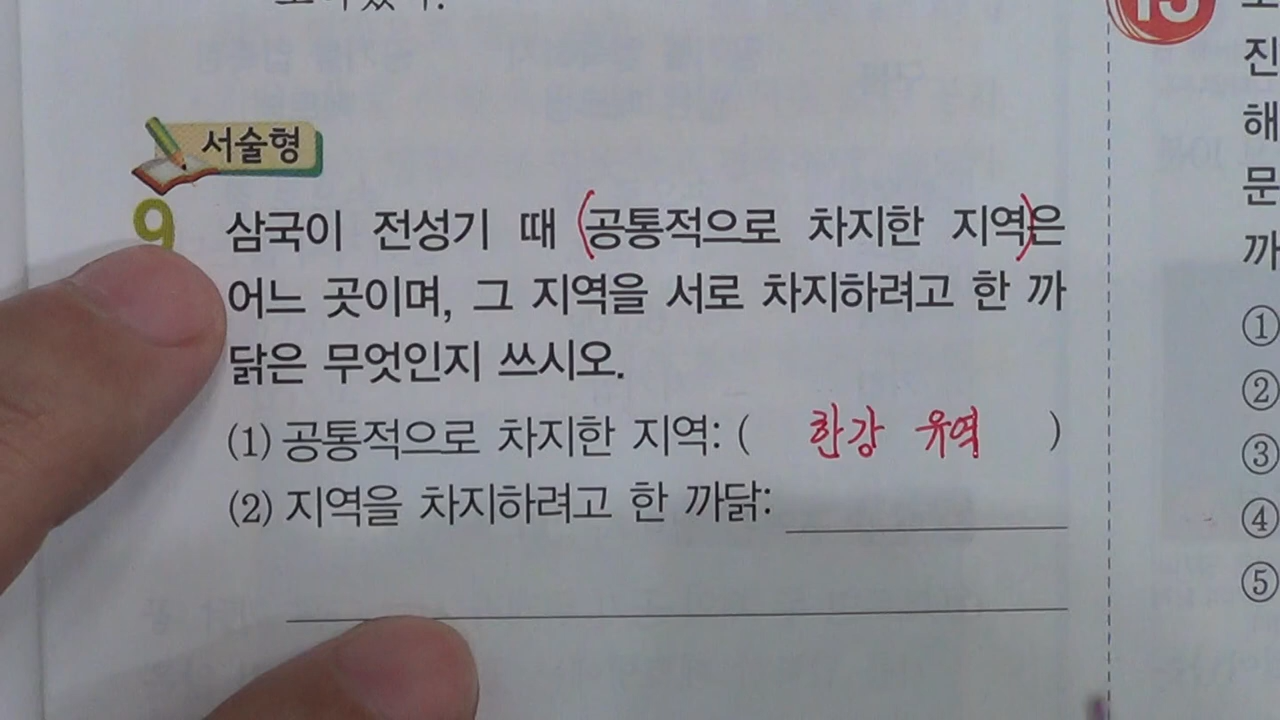 서술형
9 삼국이 전성기 때 (공통적으로 차지한 지역)은
어느 곳이며, 그 지역을 서로 차지하려고 한 까
닭은 무엇인지 쓰시오.
(1) 공통적으로 차지한 지역: ( 한강 유역 )
(2) 지역을 차지하려고 한 까닭:
진
해
문
까
①
②
③
④
⑤